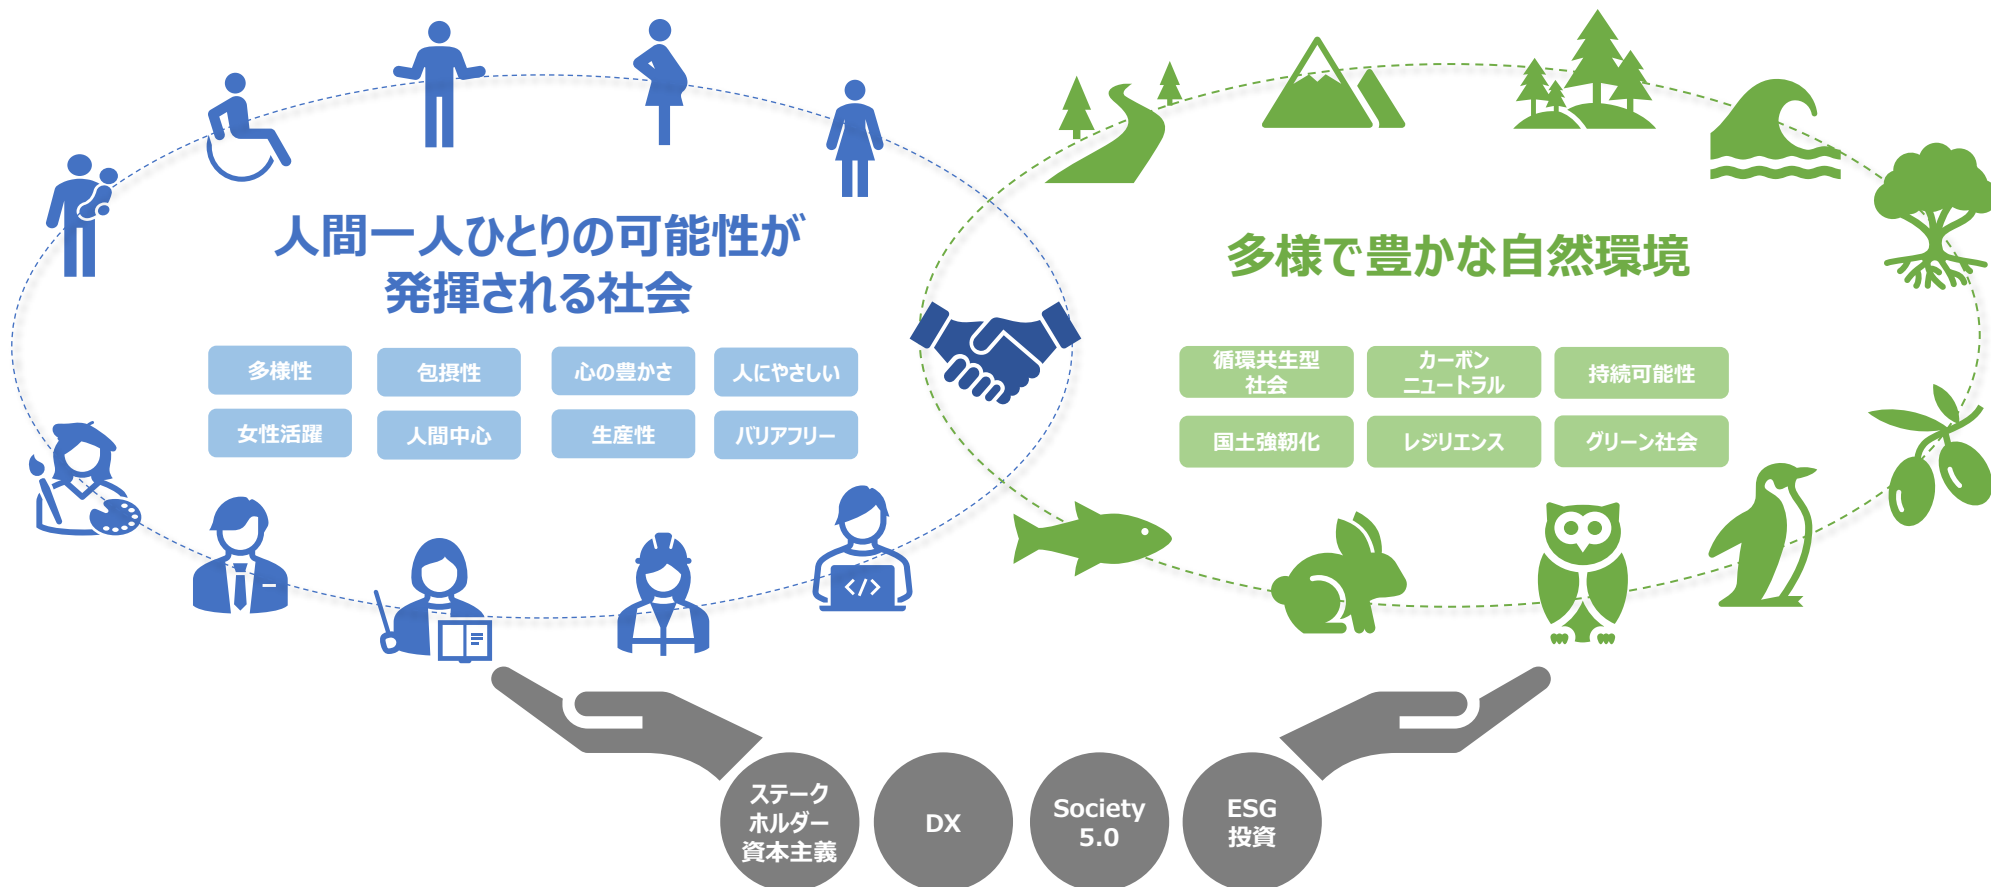 人間一人ひとりの可能性が
発揮される社会
多様性
包摂性
心の豊かさ
人にやさしい
女性活躍
人間中心
生産性
バリアフリー
多様で豊かな自然環境
循環共生型
社会
カーボン
ニュートラル
持続可能性
国土強靭化
レジリエンス
グリーン社会
</>
ステーク
ホルダー
資本主義
DX
Society
5.0
ESG
投資